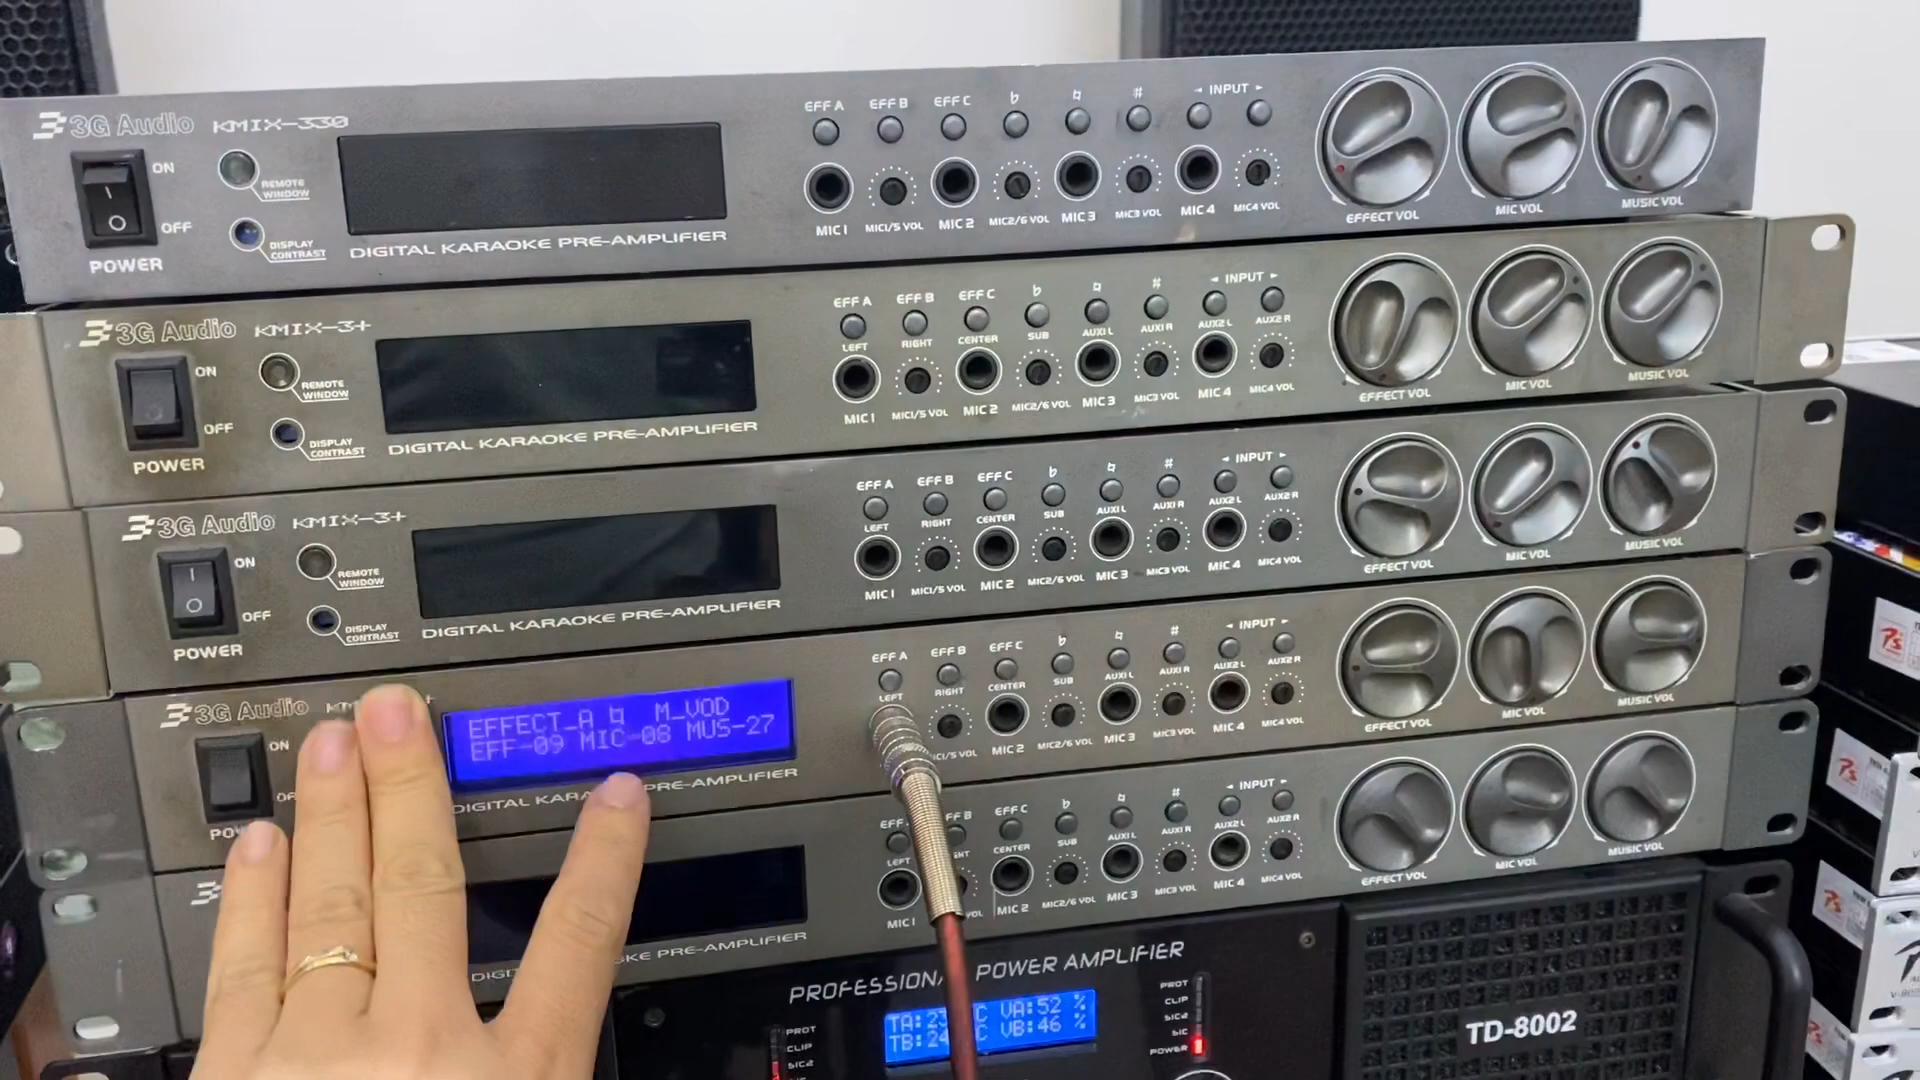 3G Audio KMIX-330
ON
OFF
POWER
REMOTE WINDOW
DISPLAY CONTRAST
DIGITAL KARAOKE PRE-AMPLIFIER
EFF A EFF B EFF C ♭ ♮ # ◄ INPUT ►
MIC 1 MIC1/5 VOL MIC 2 MIC2/6 VOL MIC 3 MIC3 VOL MIC 4 MIC4 VOL
EFFECT VOL MIC VOL MUSIC VOL
3G Audio KMIX-3+
ON
OFF
POWER
REMOTE WINDOW
DISPLAY CONTRAST
DIGITAL KARAOKE PRE-AMPLIFIER
EFF A EFF B EFF C ♭ ♮ # ◄ INPUT ►
LEFT RIGHT CENTER SUB AUX1 L AUX1 R AUX2 L AUX2 R
MIC 1 MIC1/5 VOL MIC 2 MIC2/6 VOL MIC 3 MIC3 VOL MIC 4 MIC4 VOL
EFFECT VOL MIC VOL MUSIC VOL
3G Audio KMIX-3+
ON
OFF
POWER
REMOTE WINDOW
DISPLAY CONTRAST
DIGITAL KARAOKE PRE-AMPLIFIER
EFF A EFF B EFF C ♭ ♮ # ◄ INPUT ►
LEFT RIGHT CENTER SUB AUX1 L AUX1 R AUX2 L AUX2 R
MIC 1 MIC1/5 VOL MIC 2 MIC2/6 VOL MIC 3 MIC3 VOL MIC 4 MIC4 VOL
EFFECT VOL MIC VOL MUSIC VOL
3G Audio
ON
EFFECT-A ♮ M-VOD
EFF-09 MIC-08 MUS-27
DIGITAL PRE-AMPLIFIER
EFF A EFF B EFF C ♭ ♮ # ◄ INPUT ►
LEFT RIGHT CENTER SUB AUX1 L AUX1 R AUX2 L AUX2 R
MIC 2 MIC2/6 VOL MIC 3 MIC3 VOL MIC 4 MIC4 VOL
EFFECT VOL MIC VOL MUSIC VOL
PRE-AMPLIFIER
EFF C ♭ ♮ # ◄ INPUT ►
LEFT CENTER SUB AUX1 L AUX1 R AUX2 L AUX2 R
MIC 1 MIC 2 MIC2/6 VOL MIC 3 MIC3 VOL MIC 4 MIC4 VOL
EFFECT VOL MIC VOL MUSIC VOL
POWER AMPLIFIER
VA:52 %
VB:46 %
PROT
CLIP
SIG2
SIG
POWER
PROT
CLIP
SIG2
TD-8002